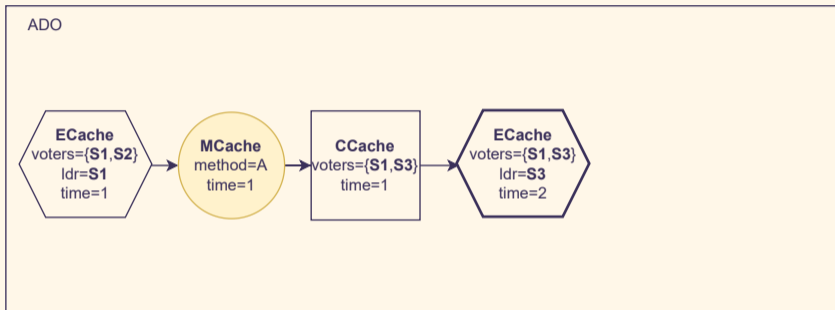 ADO
ECache
voters={S1,S2}
ldr=S1
time=1
MCache
method=A
time=1
CCache
voters={S1,S3}
time=1
ECache
voters={S1,S3}
ldr=S3
time=2